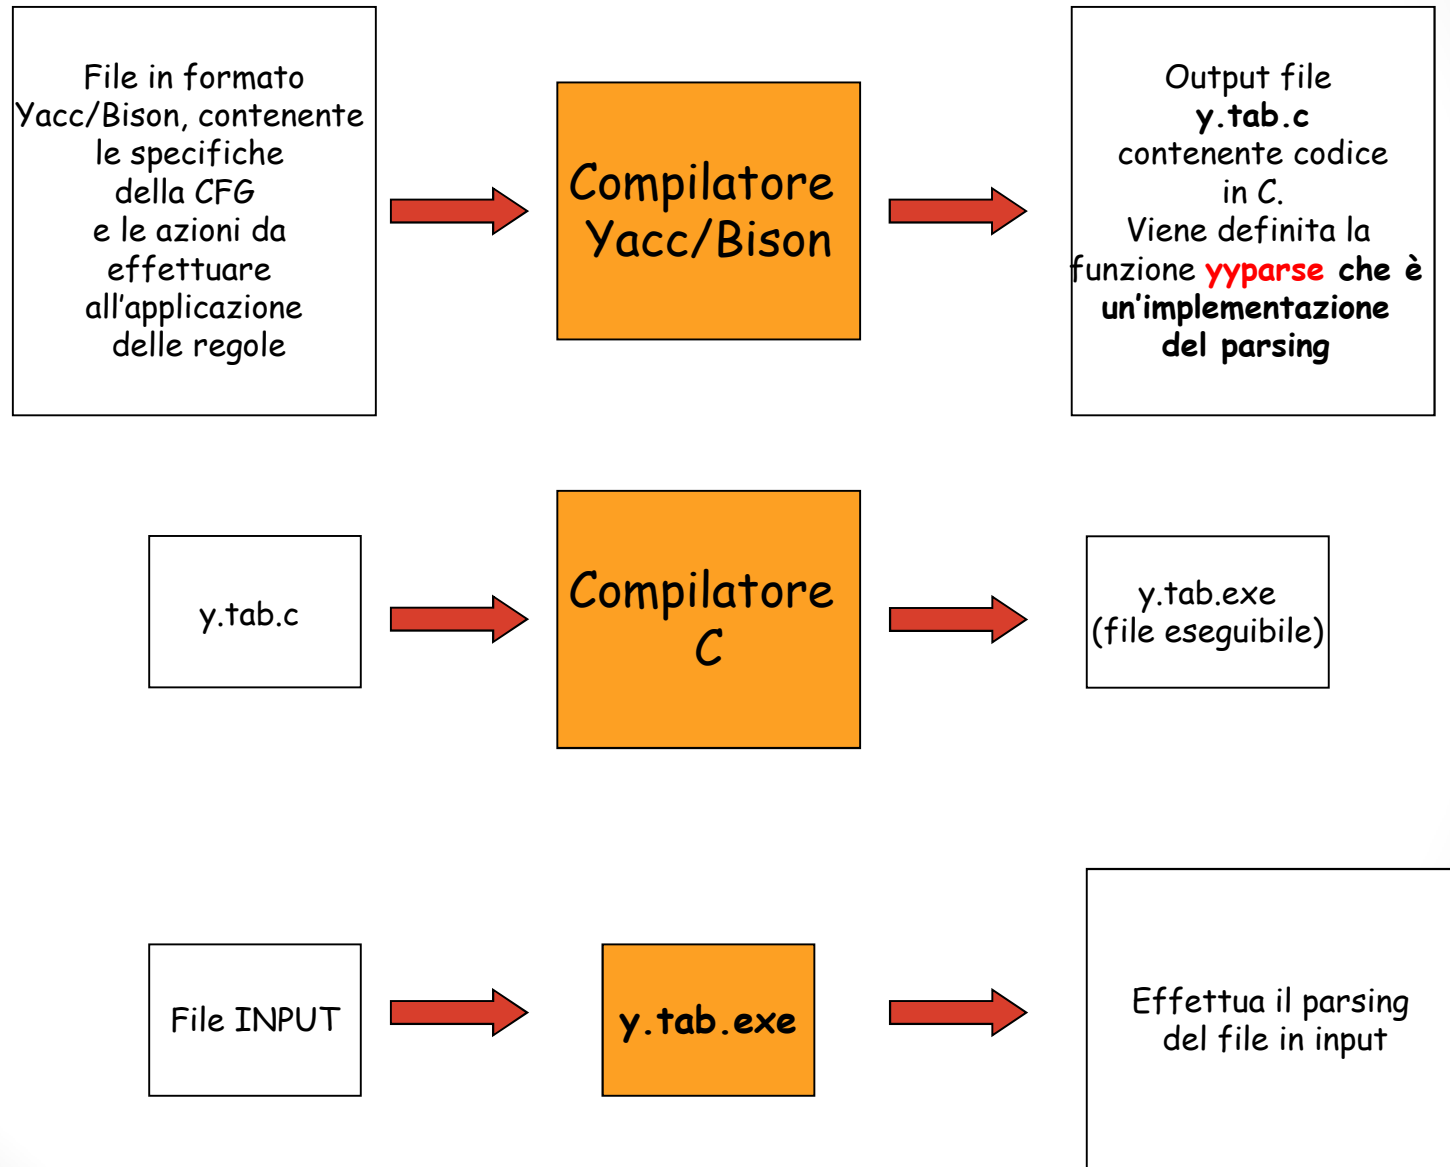 File in formato
Yacc/Bison, contenente
le specifiche
della CFG
e le azioni da
effettuare
all'applicazione
delle regole
Compilatore
Yacc/Bison
Output file
y.tab.c
contenente codice
in C.
Viene definita la
funzione yyparse che è
un'implementazione
del parsing
y.tab.c
Compilatore
C
y.tab.exe
(file eseguibile)
File INPUT
y.tab.exe
Effettua il parsing
del file in input